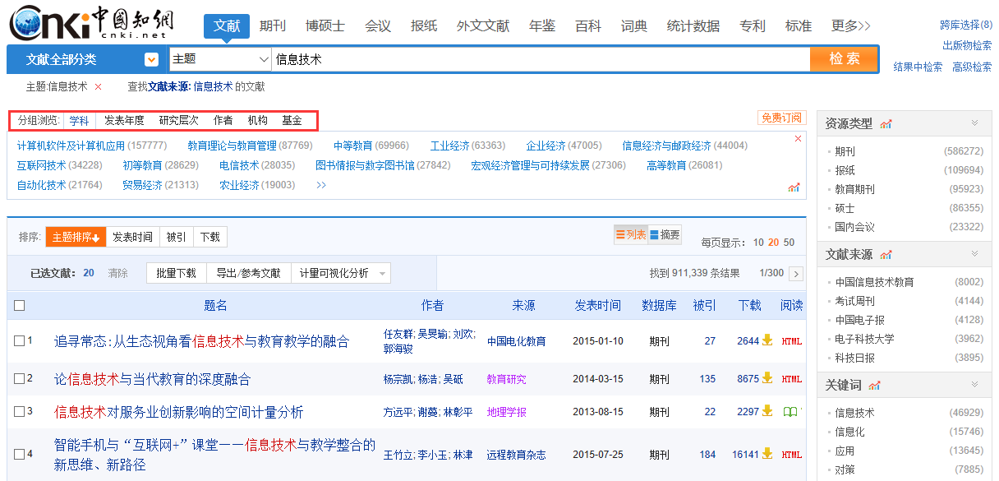 cnki 中国知网
cnki.net
文献 期刊 博硕士 会议 报纸 外文文献 年鉴 百科 词典 统计数据 专利 标准 更多>>
跨库选择(8)
出版物检索
文献全部分类 主题 信息技术 检 索
结果中检索 高级检索
主题:信息技术 × 查找文献来源: 信息技术 的文献
分组浏览: 学科 发表年度 研究层次 作者 机构 基金
免费订阅
计算机软件及计算机应用 (157777) 教育理论与教育管理 (87769) 中等教育 (69966) 工业经济 (63363) 企业经济 (47005) 信息经济与邮政经济 (44004)
互联网技术 (34228) 初等教育 (28629) 电信技术 (28035) 图书情报与数字图书馆 (27842) 宏观经济管理与可持续发展 (27306) 高等教育 (26081)
自动化技术 (21764) 贸易经济 (21313) 农业经济 (19003) >>
排序: 主题排序↓ 发表时间 被引 下载
列表 摘要
每页显示: 10 20 50
已选文献: 20 清除 批量下载 导出/参考文献 计量可视化分析
找到 911,339 条结果 1/300 >
题名 作者 来源 发表时间 数据库 被引 下载 阅读
1 追寻常态:从生态视角看信息技术与教育教学的融合 任友群; 吴旻瑜; 刘欢;
郭海骏 中国电化教育 2015-01-10 期刊 27 2644 HTML
2 论信息技术与当代教育的深度融合 杨宗凯; 杨浩; 吴砥 教育研究 2014-03-15 期刊 135 8675 HTML
3 信息技术对服务业创新影响的空间计量分析 方远平; 谢蔓; 林彰平 地理学报 2013-08-15 期刊 22 2297
4 智能手机与“互联网+”课堂——信息技术与教学整合的
新思维、新路径 王竹立; 李小玉; 林津 远程教育杂志 2015-07-25 期刊 184 16141 HTML
资源类型
期刊 (586272)
报纸 (109694)
教育期刊 (95923)
硕士 (86355)
国内会议 (23322)
文献来源
中国信息技术教育 (8002)
考试周刊 (4144)
中国电子报 (4128)
电子科技大学 (3962)
科技日报 (3895)
关键词
信息技术 (46929)
信息化 (15746)
应用 (13645)
对策 (7885)